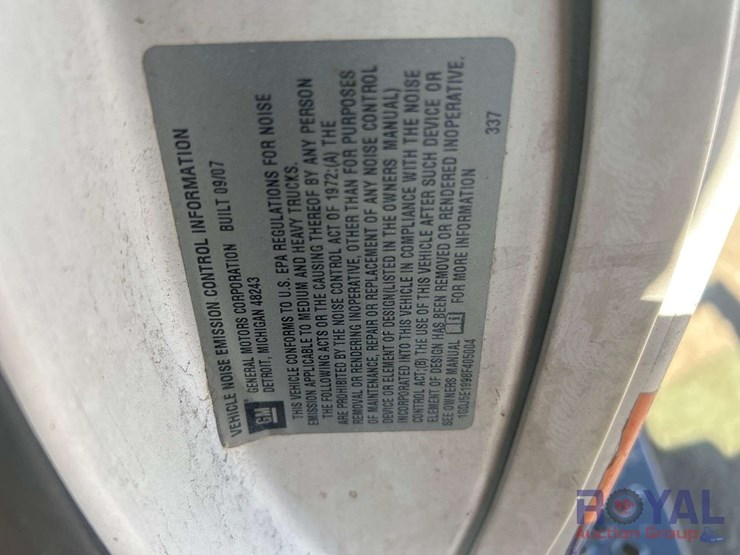 VEHICLE NOISE EMISSION CONTROL INFORMATION
GM
GENERAL MOTORS CORPORATION BUILT 09/07
DETROIT, MICHIGAN 48243
THIS VEHICLE CONFORMS TO U.S. EPA REGULATIONS FOR NOISE
EMISSION APPLICABLE TO MEDIUM AND HEAVY TRUCKS.
THE FOLLOWING ACTS OR THE CAUSING THEREOF BY ANY PERSON
ARE PROHIBITED BY THE NOISE CONTROL ACT OF 1972:(A) THE
REMOVAL OR RENDERING INOPERATIVE, OTHER THAN FOR PURPOSES
OF MAINTENANCE, REPAIR OR REPLACEMENT OF ANY NOISE CONTROL
DEVICE OR ELEMENT OF DESIGN(LISTED IN THE OWNERS MANUAL)
INCORPORATED INTO THIS VEHICLE IN COMPLIANCE WITH THE NOISE
CONTROL ACT;(B) THE USE OF THIS VEHICLE AFTER SUCH DEVICE OR
ELEMENT OF DESIGN HAS BEEN REMOVED OR RENDERED INOPERATIVE.
SEE OWNERS MANUAL i FOR MORE INFORMATION
337
ROYAL
Auction Group